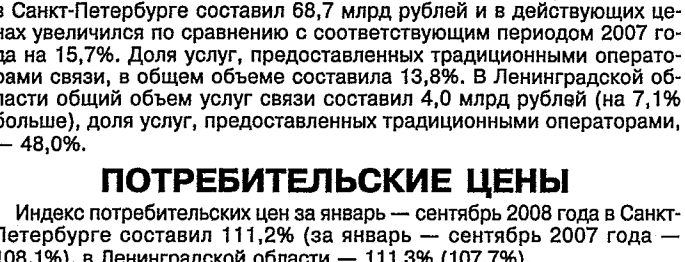 в Санкт-Петербурге составил 68,7 млрд рублей и в действующих це-
нах увеличился по сравнению с соответствующим периодом 2007 го-
да на 15,7%. Доля услуг, предоставленных традиционными операто-
рами связи, в общем объеме составила 13,8%. В Ленинградской об-
ласти общий объем услуг связи составил 4,0 млрд рублей (на 7,1%
больше), доля услуг, предоставленных традиционными операторами,
— 48,0%.
ПОТРЕБИТЕЛЬСКИЕ ЦЕНЫ
Индекс потребительских цен за январь — сентябрь 2008 года в Санкт-
Петербурге составил 111,2% (за январь — сентябрь 2007 года —
108,1%), в Ленинградской области — 111,3% (107,7%)